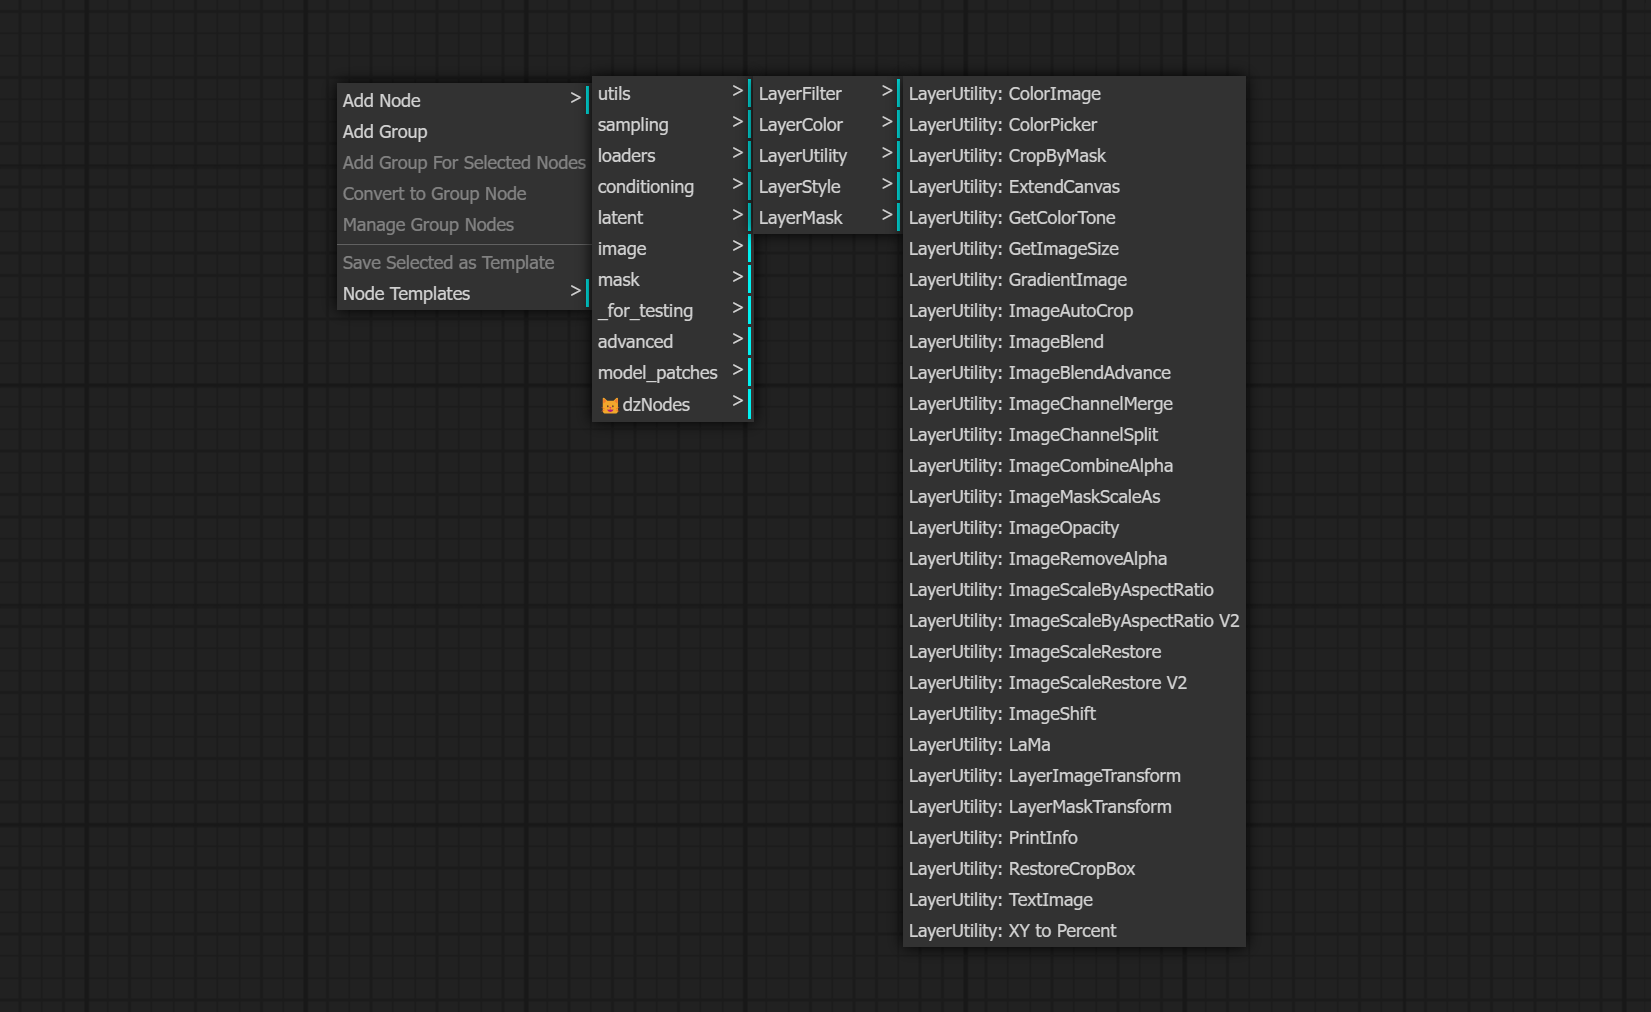 Add Node >
Add Group
Add Group For Selected Nodes
Convert to Group Node
Manage Group Nodes
Save Selected as Template
Node Templates >
utils >
sampling >
loaders >
conditioning >
latent >
image >
mask >
_for_testing >
advanced >
model_patches >
dzNodes >
LayerFilter >
LayerColor >
LayerUtility >
LayerStyle >
LayerMask >
LayerUtility: ColorImage
LayerUtility: ColorPicker
LayerUtility: CropByMask
LayerUtility: ExtendCanvas
LayerUtility: GetColorTone
LayerUtility: GetImageSize
LayerUtility: GradientImage
LayerUtility: ImageAutoCrop
LayerUtility: ImageBlend
LayerUtility: ImageBlendAdvance
LayerUtility: ImageChannelMerge
LayerUtility: ImageChannelSplit
LayerUtility: ImageCombineAlpha
LayerUtility: ImageMaskScaleAs
LayerUtility: ImageOpacity
LayerUtility: ImageRemoveAlpha
LayerUtility: ImageScaleByAspectRatio
LayerUtility: ImageScaleByAspectRatio V2
LayerUtility: ImageScaleRestore
LayerUtility: ImageScaleRestore V2
LayerUtility: ImageShift
LayerUtility: LaMa
LayerUtility: LayerImageTransform
LayerUtility: LayerMaskTransform
LayerUtility: PrintInfo
LayerUtility: RestoreCropBox
LayerUtility: TextImage
LayerUtility: XY to Percent